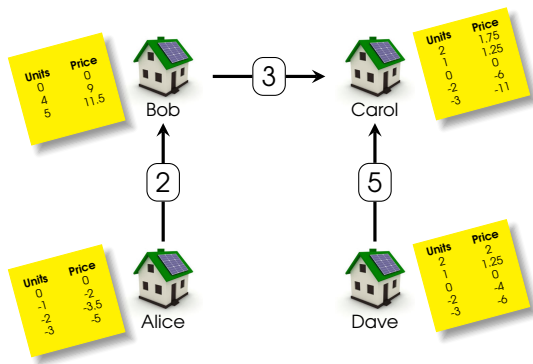 Units Price
0 0
4 9
5 11.5
Bob
3
Carol
Units Price
2 1.75
1 1.25
0 0
-2 -6
-3 -11
2
5
Units Price
0 0
-1 -2
-2 -3.5
-3 -5
Alice
Dave
Units Price
2 2
1 1.25
0 0
-2 -4
-3 -6